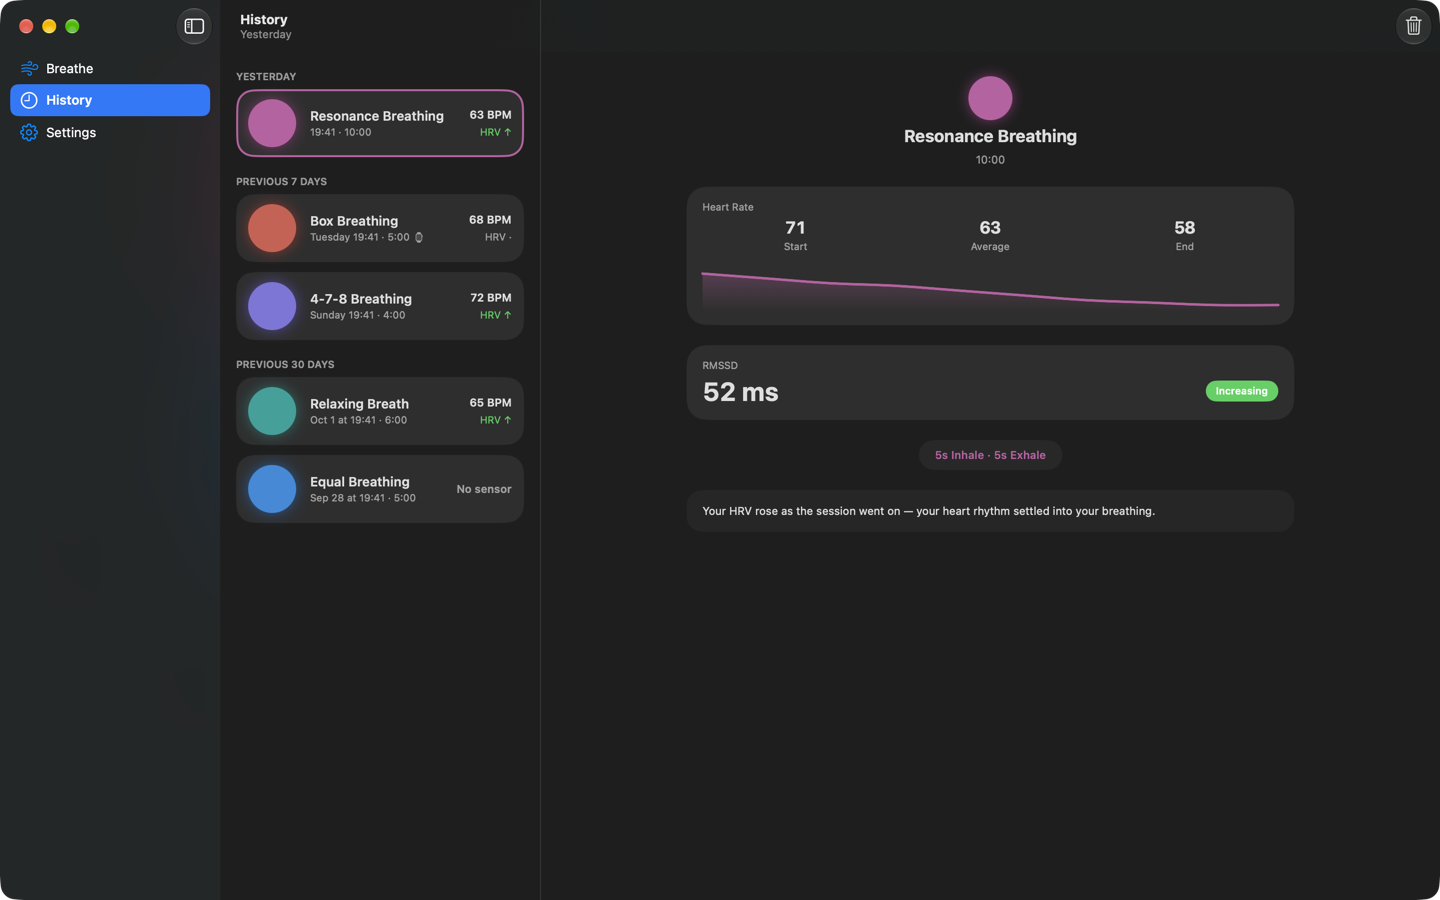 Breathe
History
Settings
History
Yesterday
YESTERDAY
Resonance Breathing
19:41 · 10:00
63 BPM
HRV ↑
PREVIOUS 7 DAYS
Box Breathing
Tuesday 19:41 · 5:00
68 BPM
HRV ·
4-7-8 Breathing
Sunday 19:41 · 4:00
72 BPM
HRV ↑
PREVIOUS 30 DAYS
Relaxing Breath
Oct 1 at 19:41 · 6:00
65 BPM
HRV ↑
Equal Breathing
Sep 28 at 19:41 · 5:00
No sensor
Resonance Breathing
10:00
Heart Rate
71
Start
63
Average
58
End
RMSSD
52 ms
Increasing
5s Inhale · 5s Exhale
Your HRV rose as the session went on — your heart rhythm settled into your breathing.